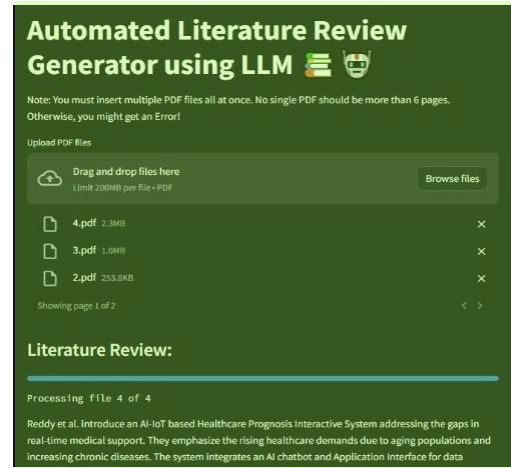 Automated Literature Review
Generator using LLM
Note: You must insert multiple PDF files all at once. No single PDF should be more than 6 pages.
Otherwise, you might get an Error!
Upload PDF files
Drag and drop files here
Limit 200MB per file • PDF
Browse files
4.pdf 2.3MB
3.pdf 1.0MB
2.pdf 253.8KB
Showing page 1 of 2
Literature Review:
Processing file 4 of 4
Reddy et al. introduce an AI-IoT based Healthcare Prognosis Interactive System addressing the gaps in
real-time medical support. They emphasize the rising healthcare demands due to aging populations and
increasing chronic diseases. The system integrates an AI chatbot and Application Interface for data